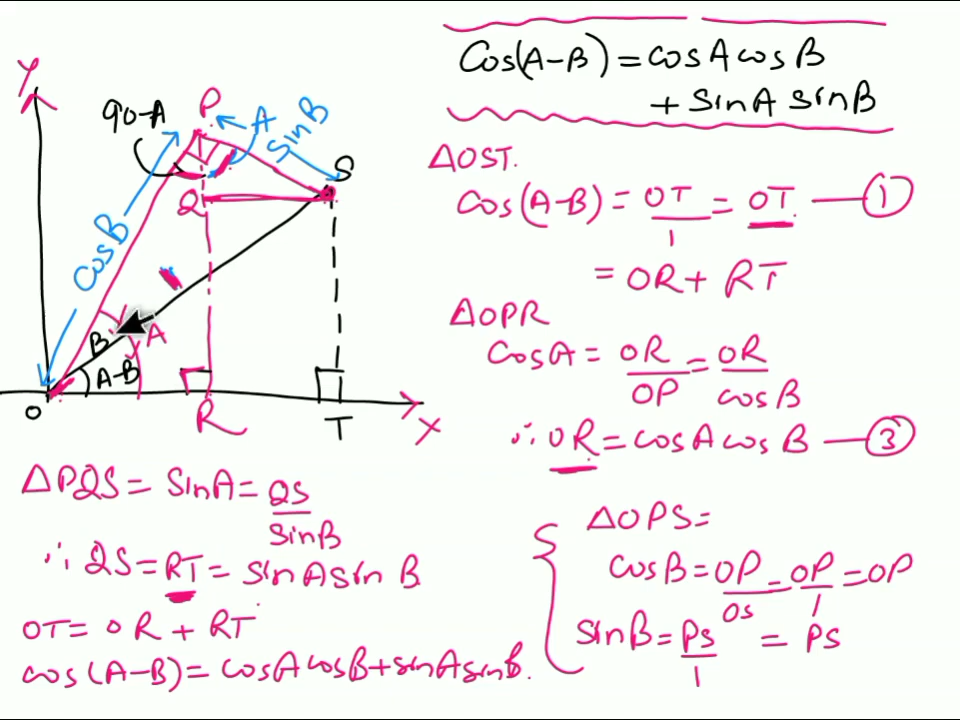 Cos(A-B) = cosA cosB
+ sinA sinB
Y
90-A
P
A
sinB
S
Q
cosB
B
A
A-B
O
R
T
X
ΔOST.
Cos(A-B) = OT/1 = OT — ①
= OR + RT
ΔOPR
CosA = OR/OP = OR/cosB
∴ OR = cosA cosB — ③
ΔPQS = SinA = QS/sinB
∴ QS = RT = sinA sinB
OT = OR + RT
cos(A-B) = cosA cosB + sinA sinB.
ΔOPS =
CosB = OP/OS = OP/1 = OP
sinB = PS/1 = PS